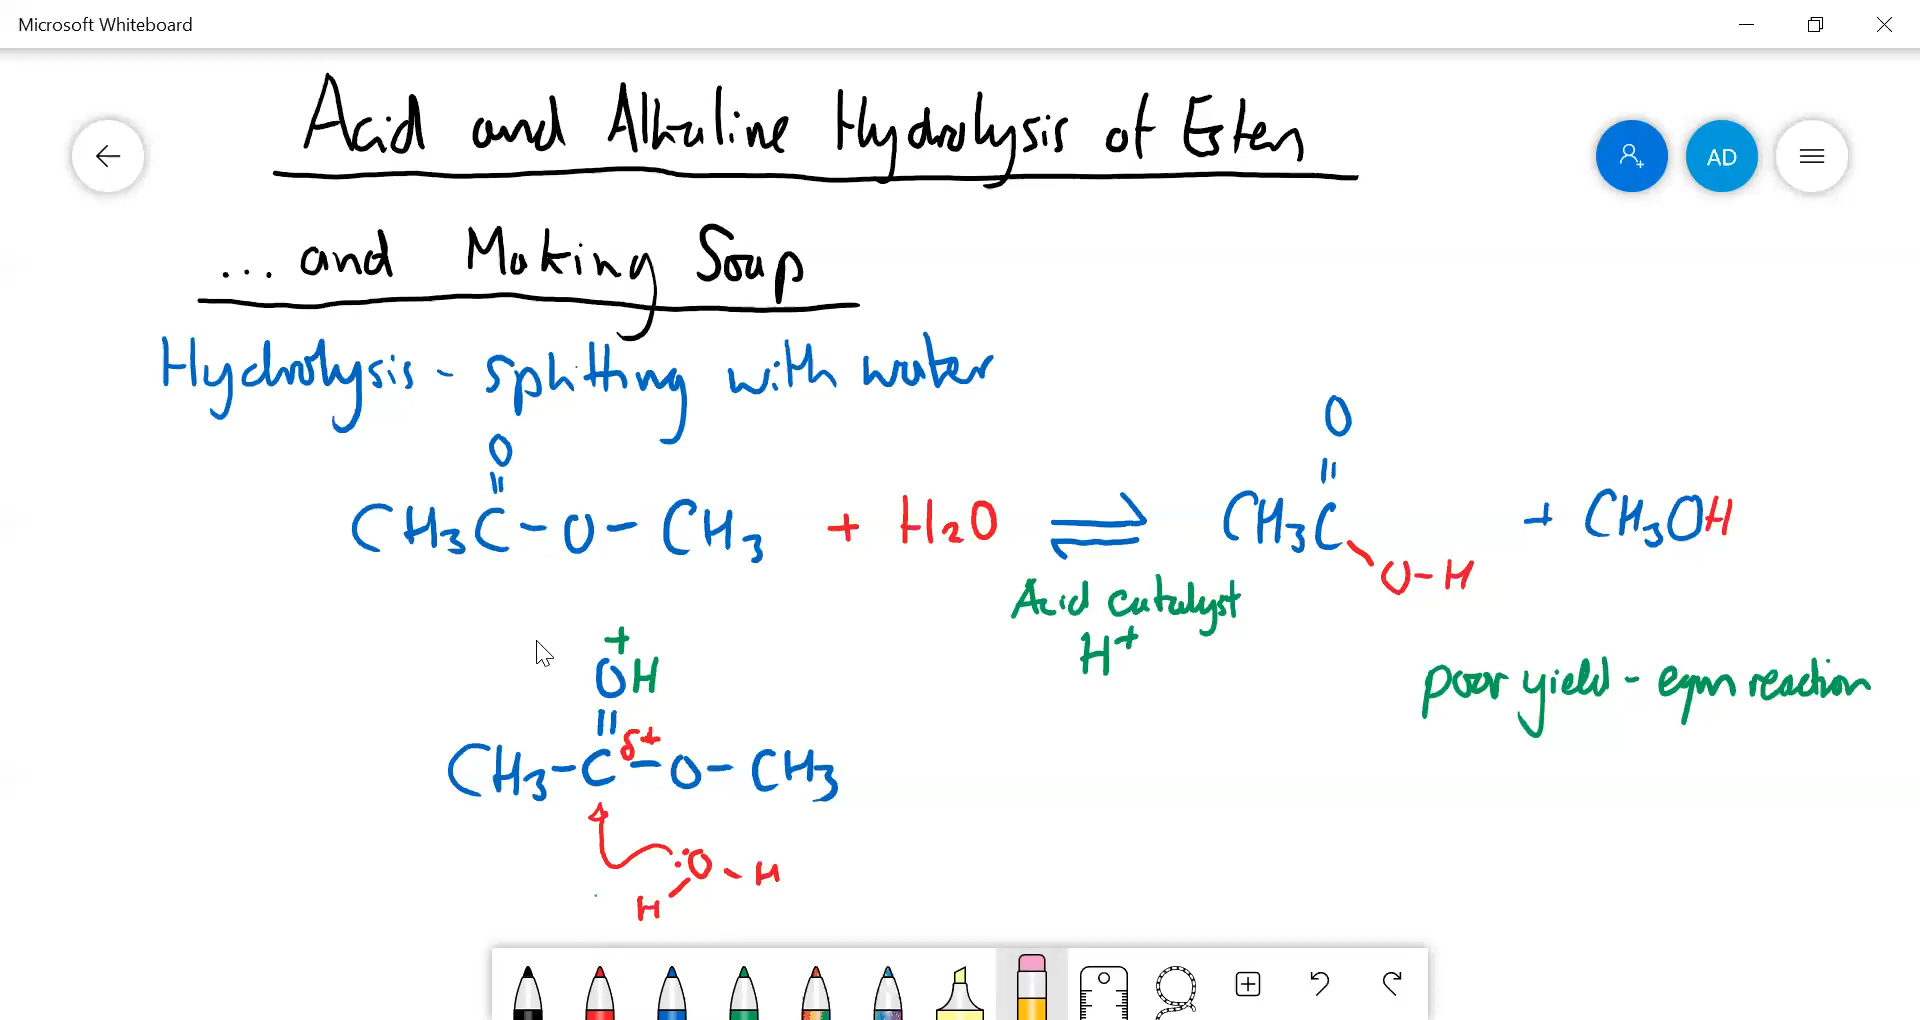 Microsoft Whiteboard
Acid and Alkaline Hydrolysis of Esters
AD
... and Making Soap
Hydrolysis - splitting with water
O
O
CH3C-O-CH3 + H2O ⇌ CH3C + CH3OH
O-H
Acid catalyst
H+
+
OH
poor yield - eqm reaction
δ+
CH3-C-O-CH3
:O-H
H